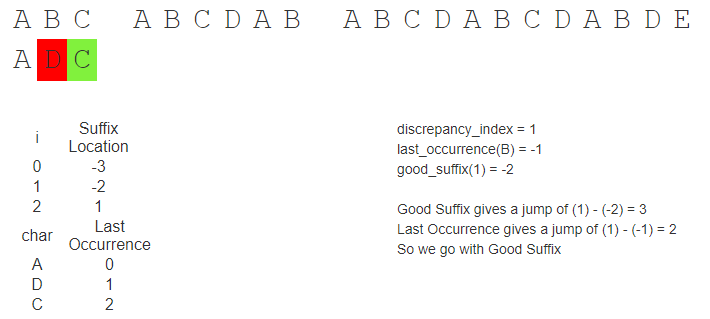 A B C   A B C D A B   A B C D A B C D A B D E
A D C
i Suffix Location
0 -3
1 -2
2 1
char Last Occurrence
A 0
D 1
C 2
discrepancy_index = 1
last_occurrence(B) = -1
good_suffix(1) = -2
Good Suffix gives a jump of (1) - (-2) = 3
Last Occurrence gives a jump of (1) - (-1) = 2
So we go with Good Suffix